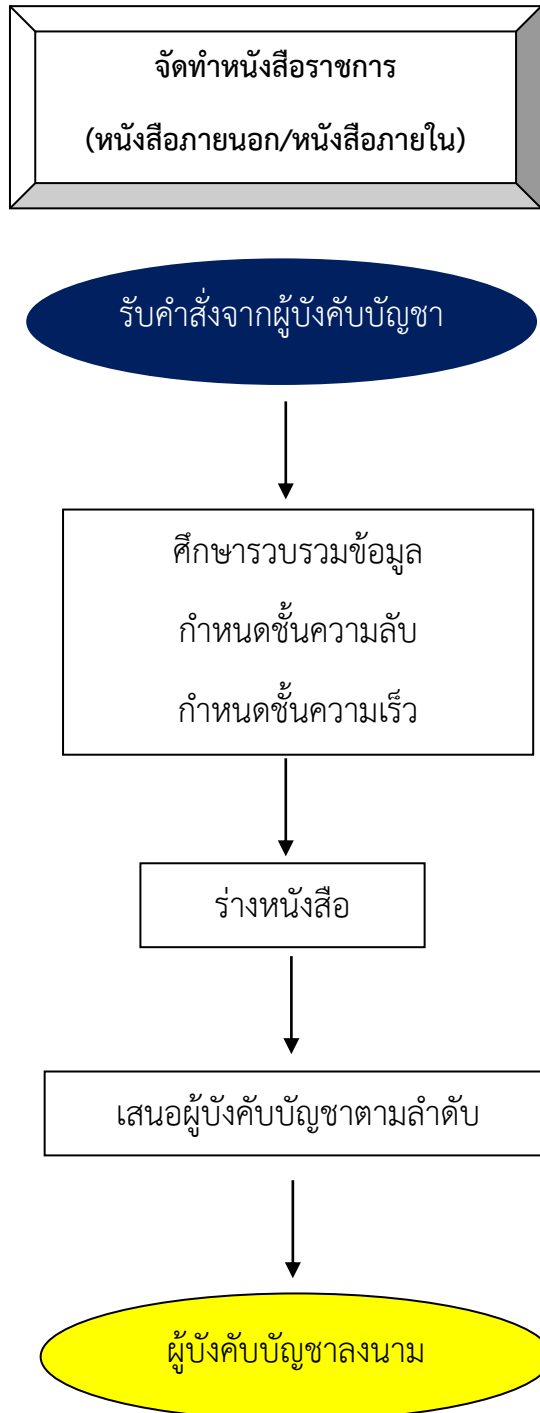 จัดทำหนังสือราชการ
(หนังสือภายนอก/หนังสือภายใน)
รับคำสั่งจากผู้บังคับบัญชา
ศึกษารวบรวมข้อมูล
กำหนดชั้นความลับ
กำหนดชั้นความเร็ว
ร่างหนังสือ
เสนอผู้บังคับบัญชาตามลำดับ
ผู้บังคับบัญชาลงนาม